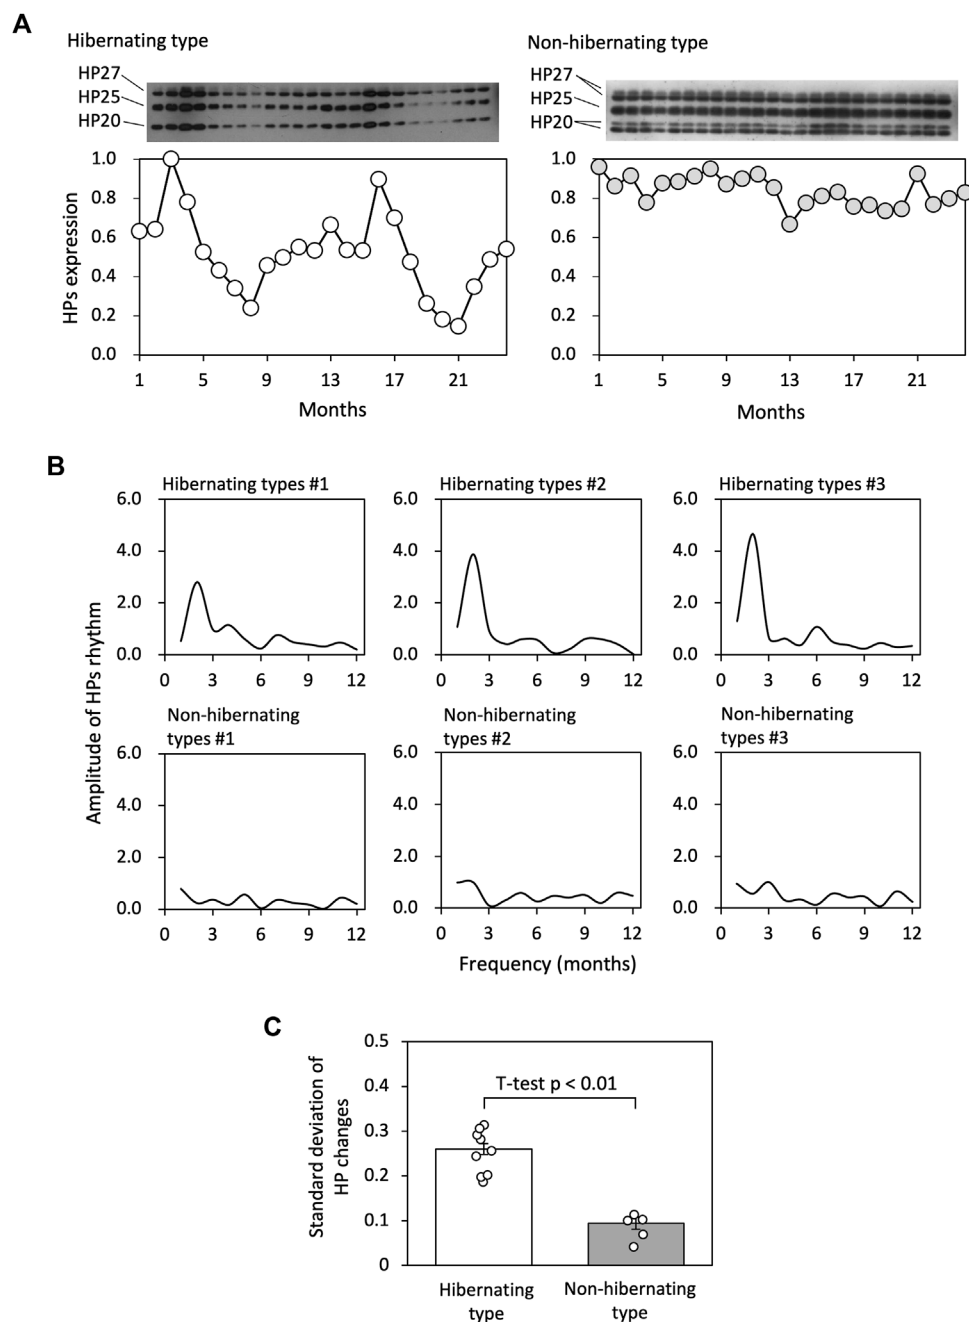 A
Hibernating type
Non-hibernating type
HP27
HP25
HP20
HP27
HP25
HP20
1.0
0.8
0.6
0.4
0.2
0.0
HPs expression
1 5 9 13 17 21
Months
1.0
0.8
0.6
0.4
0.2
0.0
1 5 9 13 17 21
Months
B
Amplitude of HPs rhythm
Hibernating types #1
6.0
4.0
2.0
0.0
0 3 6 9 12
Hibernating types #2
6.0
4.0
2.0
0.0
0 3 6 9 12
Hibernating types #3
6.0
4.0
2.0
0.0
0 3 6 9 12
Non-hibernating
types #1
6.0
4.0
2.0
0.0
0 3 6 9 12
Non-hibernating
types #2
6.0
4.0
2.0
0.0
0 3 6 9 12
Non-hibernating
types #3
6.0
4.0
2.0
0.0
0 3 6 9 12
Frequency (months)
C
Standard deviation of
HP changes
0.5
0.4
0.3
0.2
0.1
0
T-test p < 0.01
Hibernating
type
Non-hibernating
type